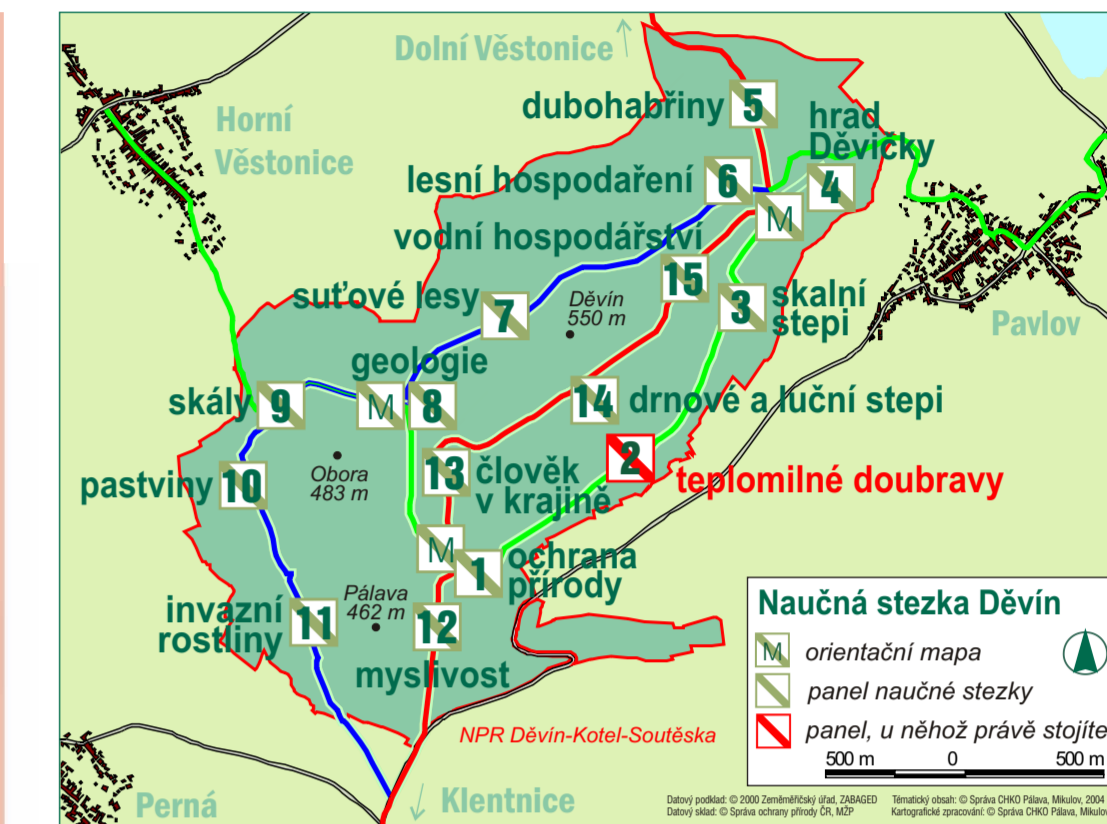 Dolní Věstonice
dubohabřiny
5
hrad
Děvičky
4
Horní
Věstonice
lesní hospodaření
6
M
vodní hospodářství
15
suťové lesy
7
Děvín
550 m
3
skalní
stepi
Pavlov
geologie
skály
9
M
8
14
drnové a luční stepi
2
teplomilné doubravy
13
člověk
v krajině
pastviny
10
Obora
483 m
M
1
ochrana
přírody
Pálava
462 m
invazní
rostliny
11
12
myslivost
NPR Děvín-Kotel-Soutěska
Perná
Klentnice
Naučná stezka Děvín
M
orientační mapa
panel naučné stezky
panel, u něhož právě stojíte
500 m 0 500 m
Datový podklad: © 2000 Zeměměřičský úřad, ZABAGED
Datový sklad: © Správa ochrany přírody ČR, MŽP
Tématický obsah: © Správa CHKO Pálava, Mikulov, 2004
Kartografické zpracování: © Správa CHKO Pálava, Mikulov